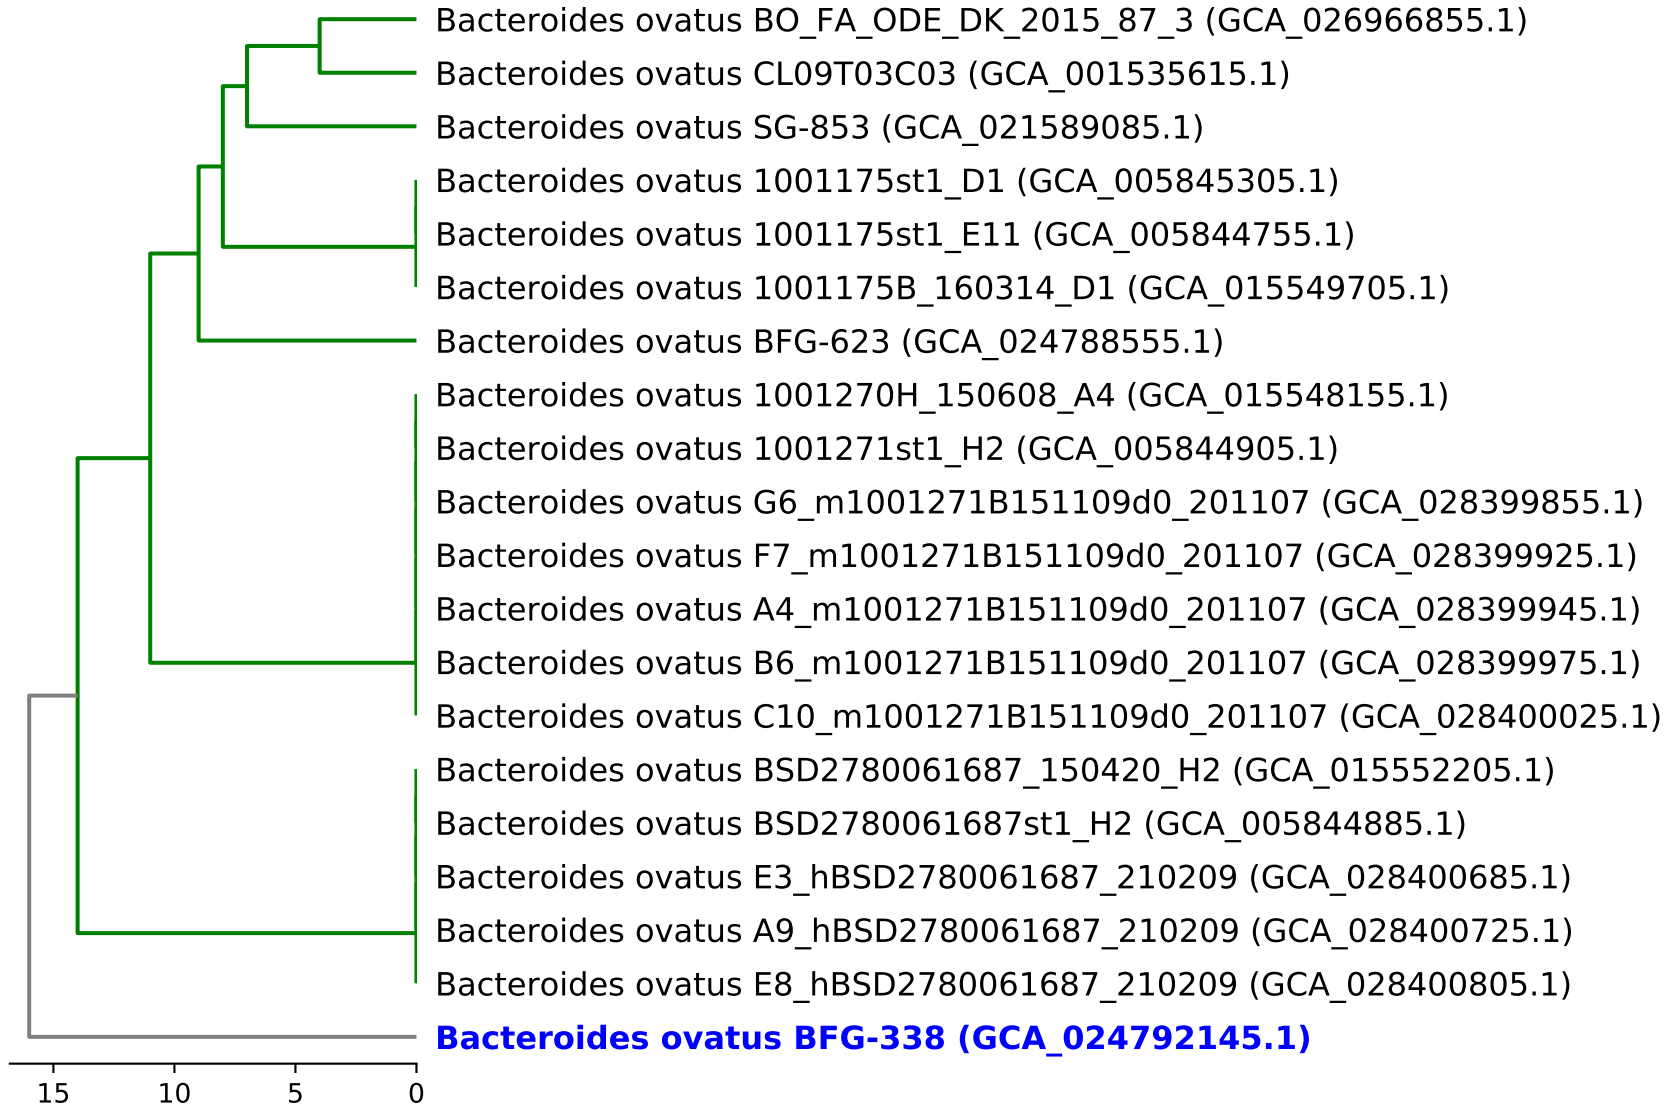 Bacteroides ovatus BO_FA_ODE_DK_2015_87_3 (GCA_026966855.1)
Bacteroides ovatus CL09T03C03 (GCA_001535615.1)
Bacteroides ovatus SG-853 (GCA_021589085.1)
Bacteroides ovatus 1001175st1_D1 (GCA_005845305.1)
Bacteroides ovatus 1001175st1_E11 (GCA_005844755.1)
Bacteroides ovatus 1001175B_160314_D1 (GCA_015549705.1)
Bacteroides ovatus BFG-623 (GCA_024788555.1)
Bacteroides ovatus 1001270H_150608_A4 (GCA_015548155.1)
Bacteroides ovatus 1001271st1_H2 (GCA_005844905.1)
Bacteroides ovatus G6_m1001271B151109d0_201107 (GCA_028399855.1)
Bacteroides ovatus F7_m1001271B151109d0_201107 (GCA_028399925.1)
Bacteroides ovatus A4_m1001271B151109d0_201107 (GCA_028399945.1)
Bacteroides ovatus B6_m1001271B151109d0_201107 (GCA_028399975.1)
Bacteroides ovatus C10_m1001271B151109d0_201107 (GCA_028400025.1)
Bacteroides ovatus BSD2780061687_150420_H2 (GCA_015552205.1)
Bacteroides ovatus BSD2780061687st1_H2 (GCA_005844885.1)
Bacteroides ovatus E3_hBSD2780061687_210209 (GCA_028400685.1)
Bacteroides ovatus A9_hBSD2780061687_210209 (GCA_028400725.1)
Bacteroides ovatus E8_hBSD2780061687_210209 (GCA_028400805.1)
Bacteroides ovatus BFG-338 (GCA_024792145.1)
15 10 5 0